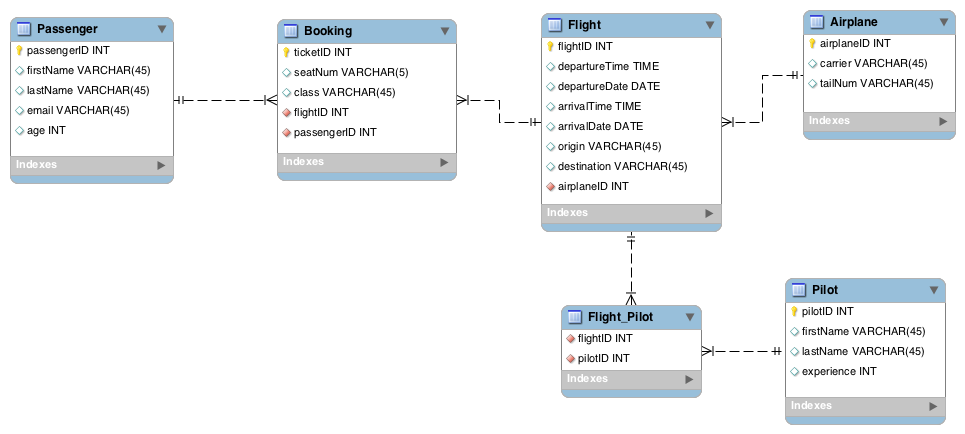 Passenger
passengerID INT
firstName VARCHAR(45)
lastName VARCHAR(45)
email VARCHAR(45)
age INT
Indexes
Booking
ticketID INT
seatNum VARCHAR(5)
class VARCHAR(45)
flightID INT
passengerID INT
Indexes
Flight
flightID INT
departureTime TIME
departureDate DATE
arrivalTime TIME
arrivalDate DATE
origin VARCHAR(45)
destination VARCHAR(45)
airplaneID INT
Indexes
Airplane
airplaneID INT
carrier VARCHAR(45)
tailNum VARCHAR(45)
Indexes
Flight_Pilot
flightID INT
pilotID INT
Indexes
Pilot
pilotID INT
firstName VARCHAR(45)
lastName VARCHAR(45)
experience INT
Indexes